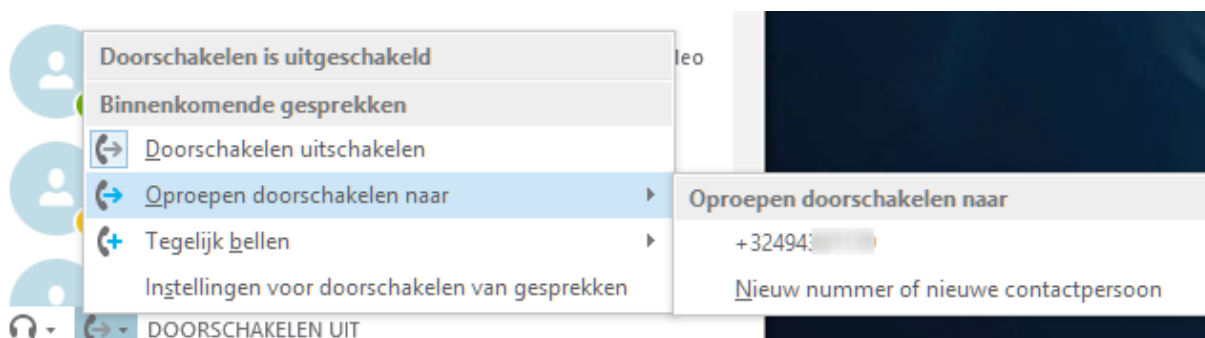 Doorschakelen is uitgeschakeld
leo
Binnenkomende gesprekken
Doorschakelen uitschakelen
Oproepen doorschakelen naar
Oproepen doorschakelen naar
Tegelijk bellen
+32494
Instellingen voor doorschakelen van gesprekken
Nieuw nummer of nieuwe contactpersoon
DOORSCHAKELEN UIT